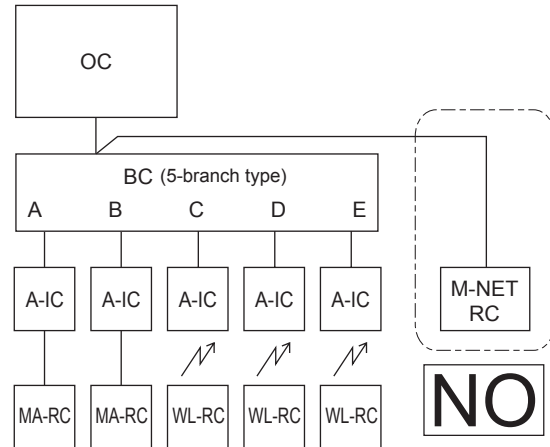 OC
BC (5-branch type)
A B C D E
A-IC A-IC A-IC A-IC A-IC
M-NET
RC
MA-RC MA-RC WL-RC WL-RC WL-RC
NO